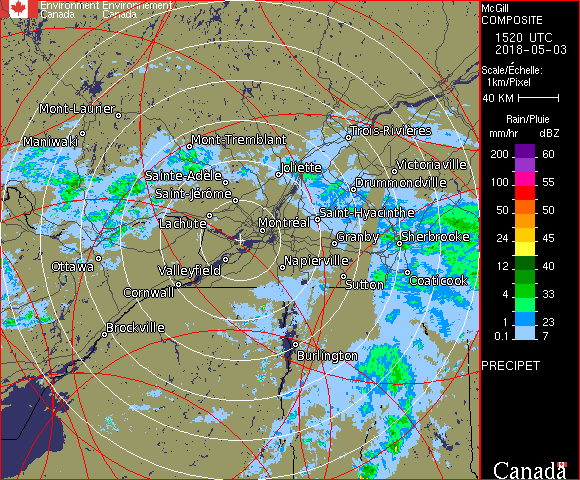 Environment Environnement
Canada Canada
Mont-Laurier
Maniwaki
Mont-Tremblant
Trois-Rivières
Sainte-Adèle
Joliette
Victoriaville
Saint-Jérôme
Drummondville
Lachute
Montréal
Saint-Hyacinthe
Granby
Sherbrooke
Ottawa
Valleyfield
Napierville
Sutton
Coaticook
Cornwall
Brockville
Burlington
McGill
COMPOSITE
1520 UTC
2018-05-03
Scale/Échelle:
1km/Pixel
40 KM
Rain/Pluie
mm/hr dBZ
200 60
100 55
50 50
24 45
12 40
4 33
1 23
0.1 7
PRECIPET
Canada